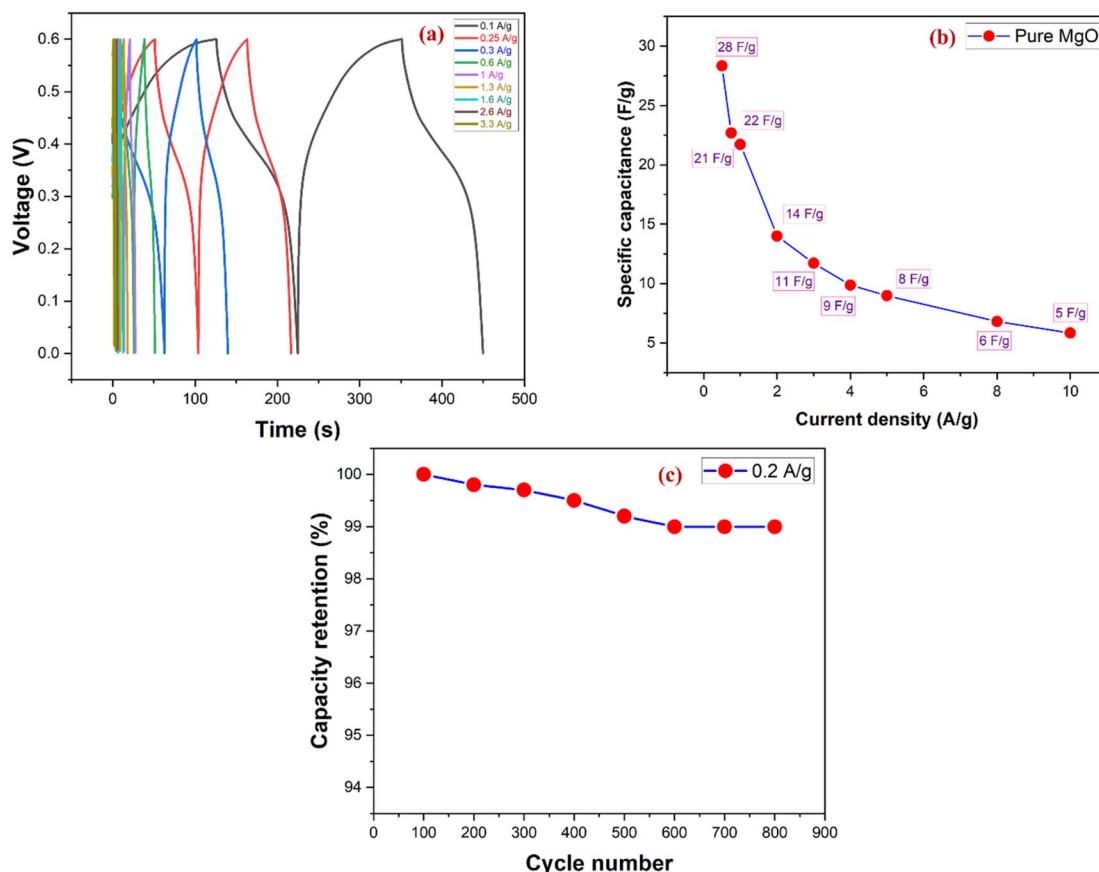 (a)
0.1 A/g
0.25 A/g
0.3 A/g
0.6 A/g
1 A/g
1.3 A/g
1.6 A/g
2.6 A/g
3.3 A/g
Voltage (V)
0.6
0.5
0.4
0.3
0.2
0.1
0.0
0 100 200 300 400 500
Time (s)
(b)
Pure MgO
Specific capacitance (F/g)
30
25
20
15
10
5
28 F/g
22 F/g
21 F/g
14 F/g
11 F/g
9 F/g
8 F/g
6 F/g
5 F/g
0 2 4 6 8 10
Current density (A/g)
(c)
0.2 A/g
Capacity retention (%)
100
99
98
97
96
95
94
0 100 200 300 400 500 600 700 800 900
Cycle number